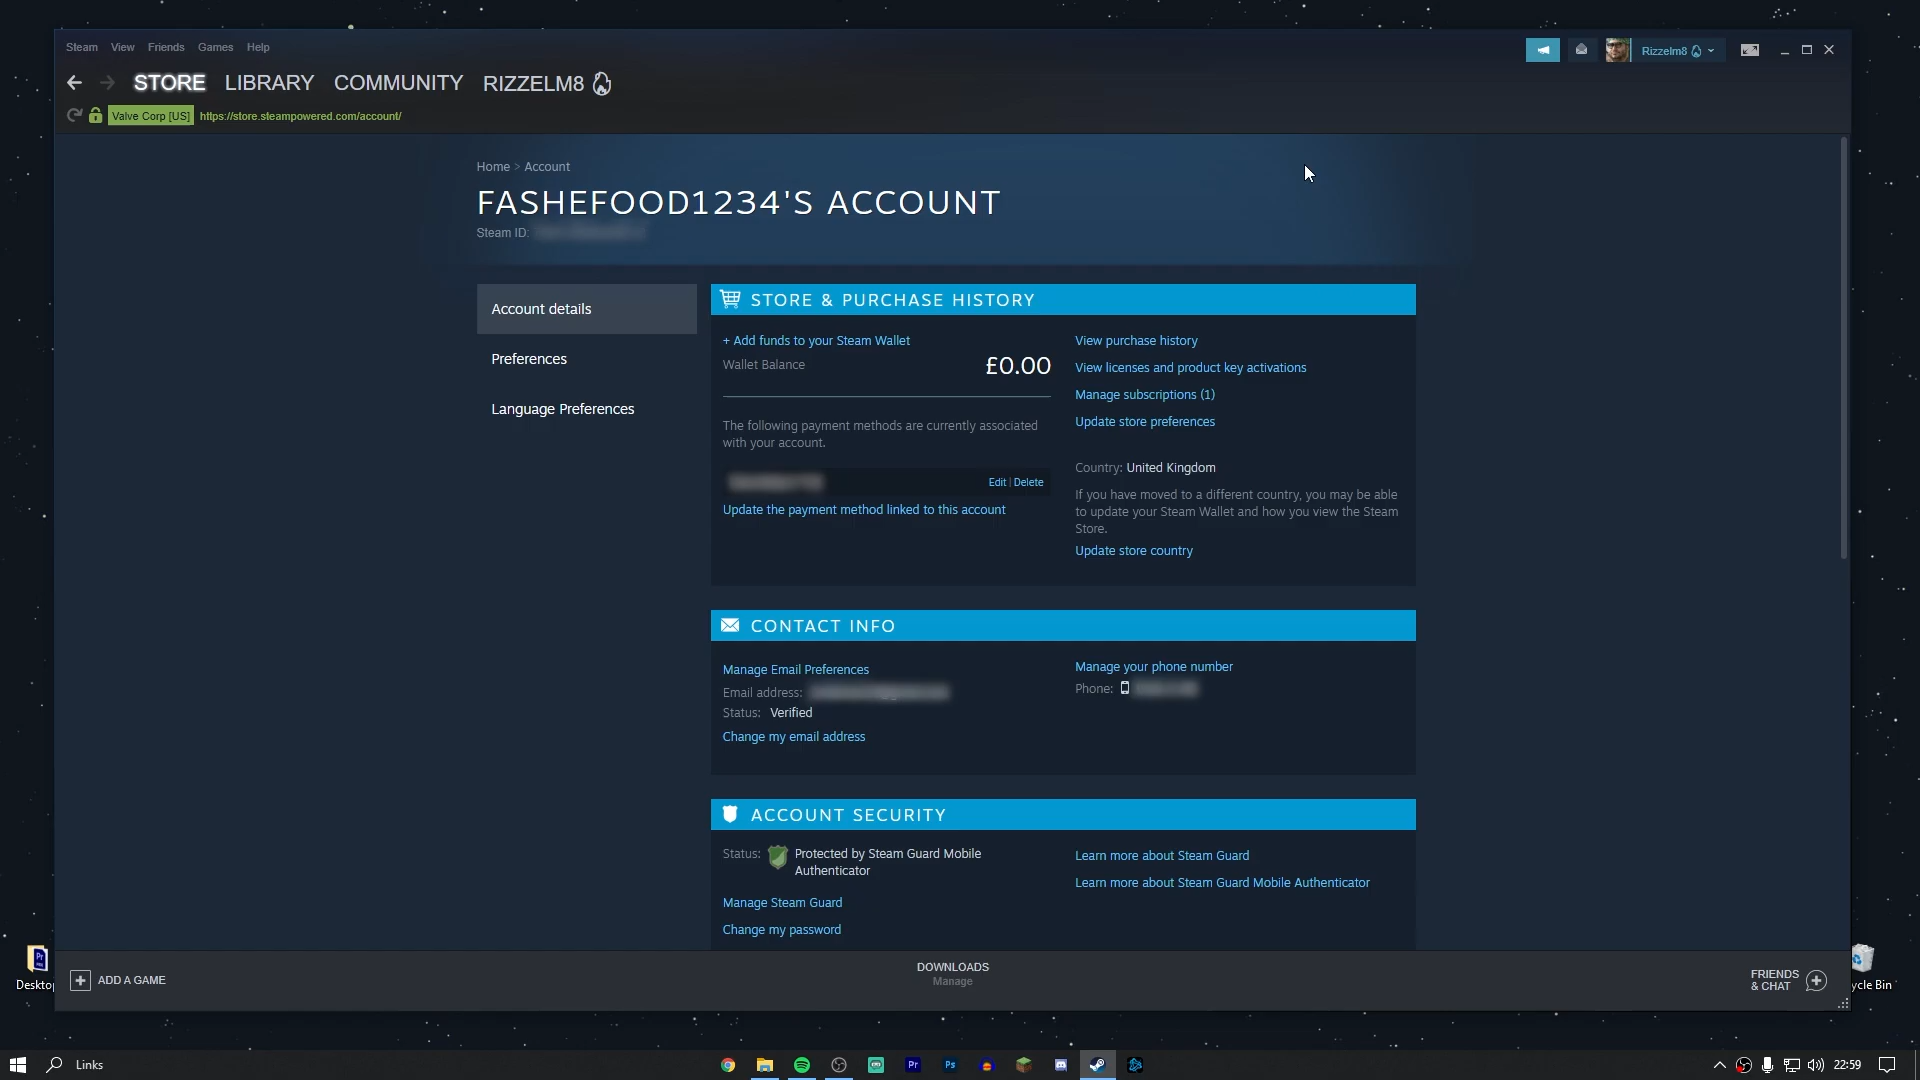 Steam View Friends Games Help
Rizzelm8
STORE LIBRARY COMMUNITY RIZZELM8
Valve Corp [US] https://store.steampowered.com/account/
Home > Account
FASHEFOOD1234'S ACCOUNT
Steam ID:
Account details
Preferences
Language Preferences
STORE & PURCHASE HISTORY
+ Add funds to your Steam Wallet
Wallet Balance £0.00
The following payment methods are currently associated
with your account.
Edit | Delete
Update the payment method linked to this account
View purchase history
View licenses and product key activations
Manage subscriptions (1)
Update store preferences
Country: United Kingdom
If you have moved to a different country, you may be able
to update your Steam Wallet and how you view the Steam
Store.
Update store country
CONTACT INFO
Manage Email Preferences
Email address:
Status: Verified
Change my email address
Manage your phone number
Phone:
ACCOUNT SECURITY
Status: Protected by Steam Guard Mobile
Authenticator
Manage Steam Guard
Change my password
Learn more about Steam Guard
Learn more about Steam Guard Mobile Authenticator
Pr
Deskto
ycle Bin
ADD A GAME
DOWNLOADS
Manage
FRIENDS
& CHAT
Links
Pr
Ps
22:59